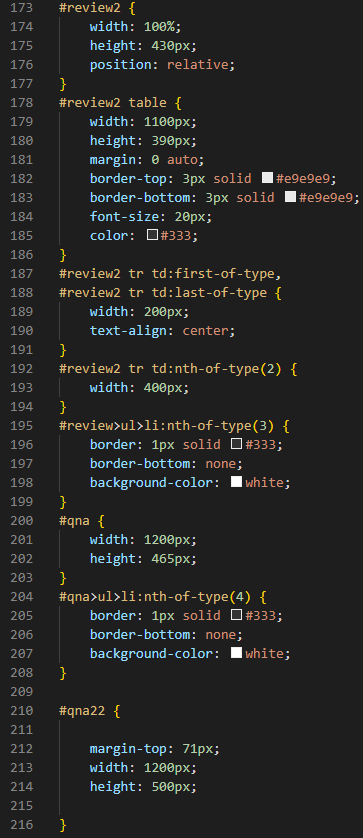 173 #review2 {
174     width: 100%;
175     height: 430px;
176     position: relative;
177 }
178 #review2 table {
179     width: 1100px;
180     height: 390px;
181     margin: 0 auto;
182     border-top: 3px solid #e9e9e9;
183     border-bottom: 3px solid #e9e9e9;
184     font-size: 20px;
185     color: #333;
186 }
187 #review2 tr td:first-of-type,
188 #review2 tr td:last-of-type {
189     width: 200px;
190     text-align: center;
191 }
192 #review2 tr td:nth-of-type(2) {
193     width: 400px;
194 }
195 #review>ul>li:nth-of-type(3) {
196     border: 1px solid #333;
197     border-bottom: none;
198     background-color: white;
199 }
200 #qna {
201     width: 1200px;
202     height: 465px;
203 }
204 #qna>ul>li:nth-of-type(4) {
205     border: 1px solid #333;
206     border-bottom: none;
207     background-color: white;
208 }
209
210 #qna22 {
211
212     margin-top: 71px;
213     width: 1200px;
214     height: 500px;
215
216 }